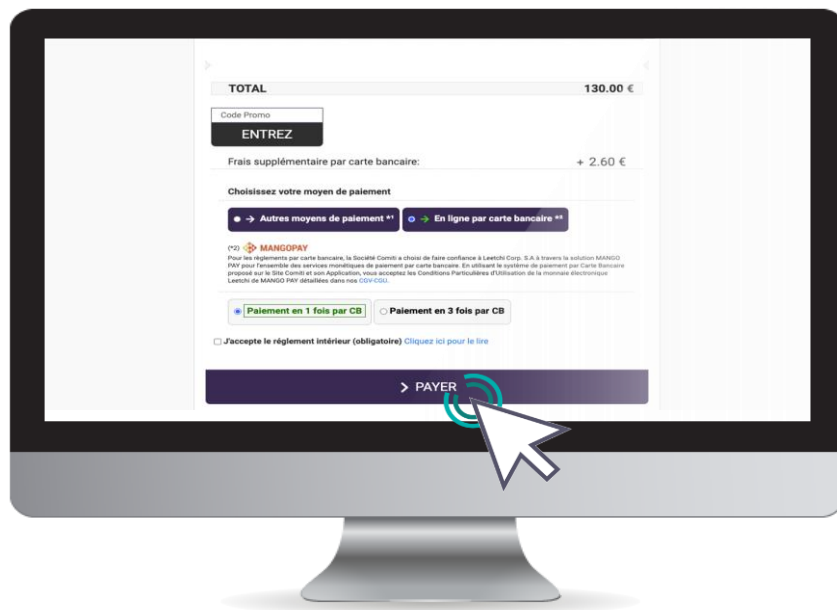 TOTAL 130.00 €
Code Promo
ENTREZ
Frais supplémentaire par carte bancaire: + 2.60 €
Choisissez votre moyen de paiement
→ Autres moyens de paiement *¹ → En ligne par carte bancaire *²
(*2) MANGOPAY
Pour les règlements par carte bancaire, la Société Comiti a choisi de faire confiance à Leetchi Corp. S.A à travers la solution MANGO
PAY pour l'ensemble des services monétiques de paiement par carte bancaire. En utilisant le système de paiement par Carte Bancaire
proposé sur le Site Comiti et son Application, vous acceptez les Conditions Particulières d'Utilisation de la monnaie électronique
Leetchi de MANGO PAY détaillées dans nos CGV-CGU.
Paiement en 1 fois par CB Paiement en 3 fois par CB
J'accepte le réglement intérieur (obligatoire) Cliquez ici pour le lire
> PAYER